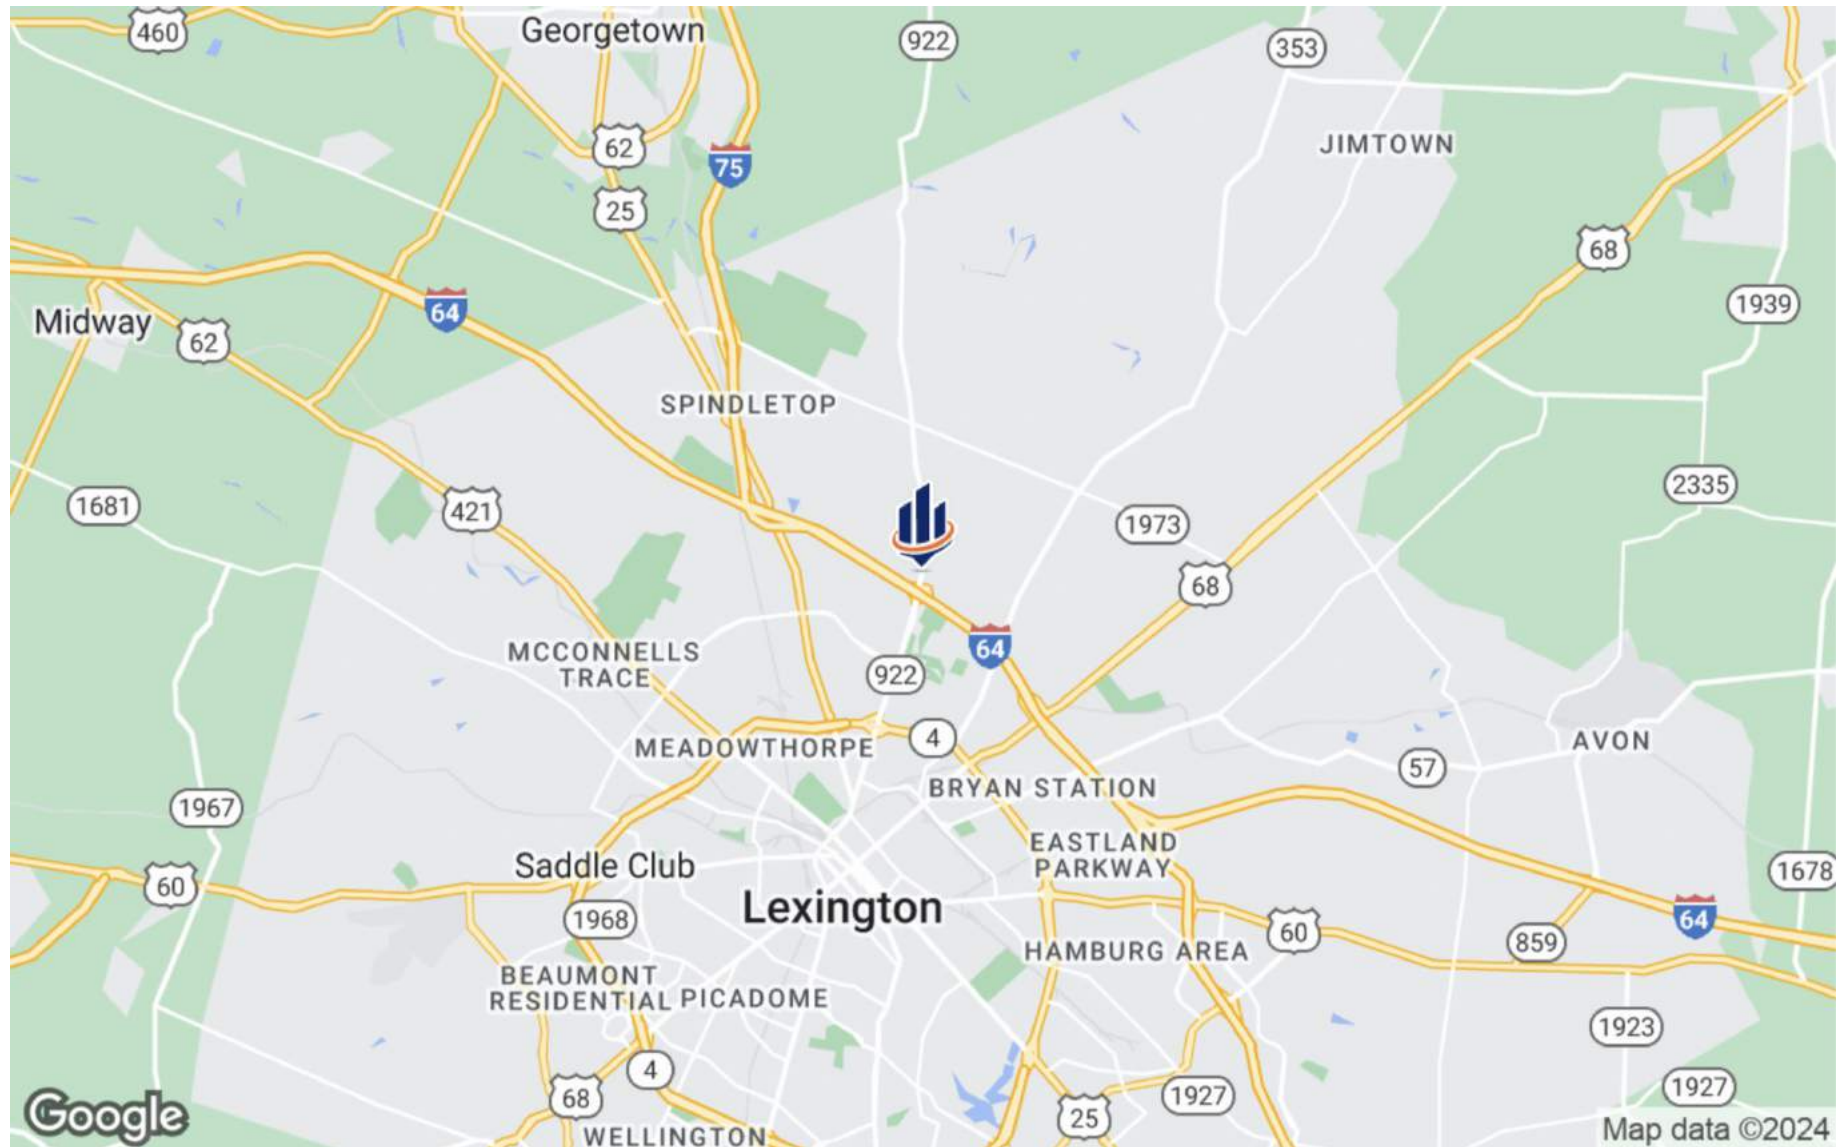 460
Georgetown
922
353
JIMTOWN
62
75
25
68
64
1939
Midway
62
SPINDLETOP
2335
1681
421
1973
68
MCCONNELLS
TRACE
64
922
4
MEADOWTHORPE
AVON
57
BRYAN STATION
1967
EASTLAND
PARKWAY
Saddle Club
1678
60
Lexington
1968
64
60
859
HAMBURG AREA
BEAUMONT
RESIDENTIAL
PICADOME
1923
4
68
1927
1927
25
Google
WELLINGTON
Map data ©2024